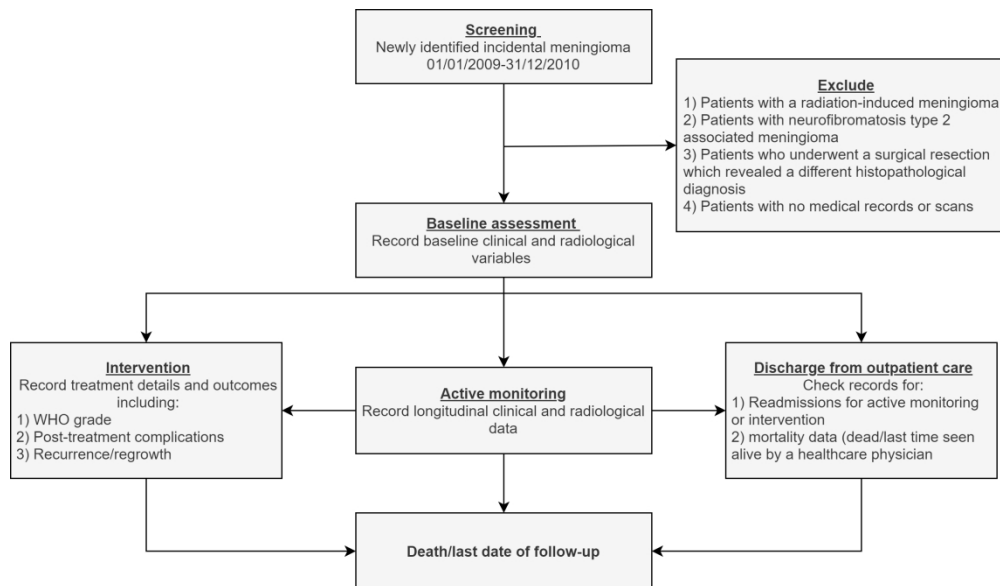 Screening
Newly identified incidental meningioma
01/01/2009-31/12/2010
Exclude
1) Patients with a radiation-induced meningioma
2) Patients with neurofibromatosis type 2
associated meningioma
3) Patients who underwent a surgical resection
which revealed a different histopathological
diagnosis
4) Patients with no medical records or scans
Baseline assessment
Record baseline clinical and radiological
variables
Intervention
Record treatment details and outcomes
including:
1) WHO grade
2) Post-treatment complications
3) Recurrence/regrowth
Active monitoring
Record longitudinal clinical and radiological
data
Discharge from outpatient care
Check records for:
1) Readmissions for active monitoring
or intervention
2) mortality data (dead/last time seen
alive by a healthcare physician
Death/last date of follow-up